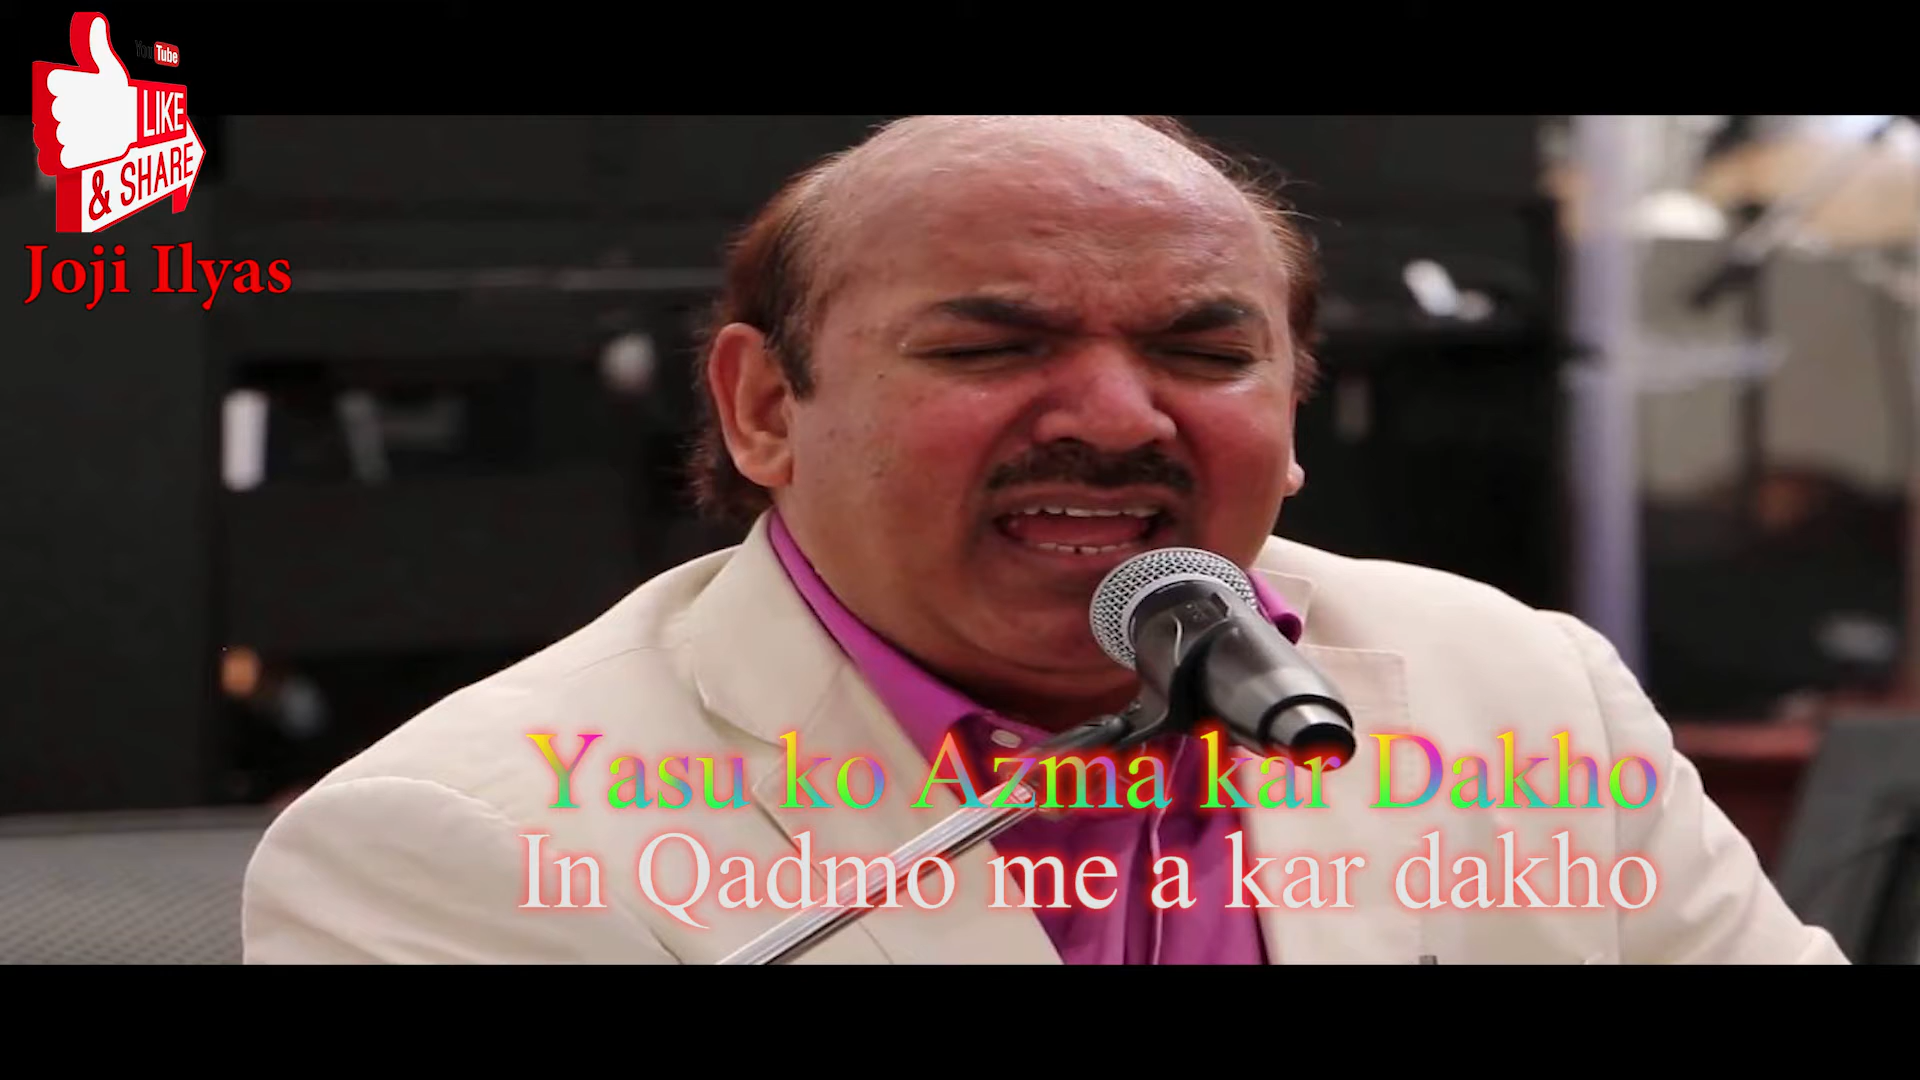 YouTube
LIKE
& SHARE
Joji Ilyas
Yasu ko Azma kar Dakho
In Qadmo me a kar dakho